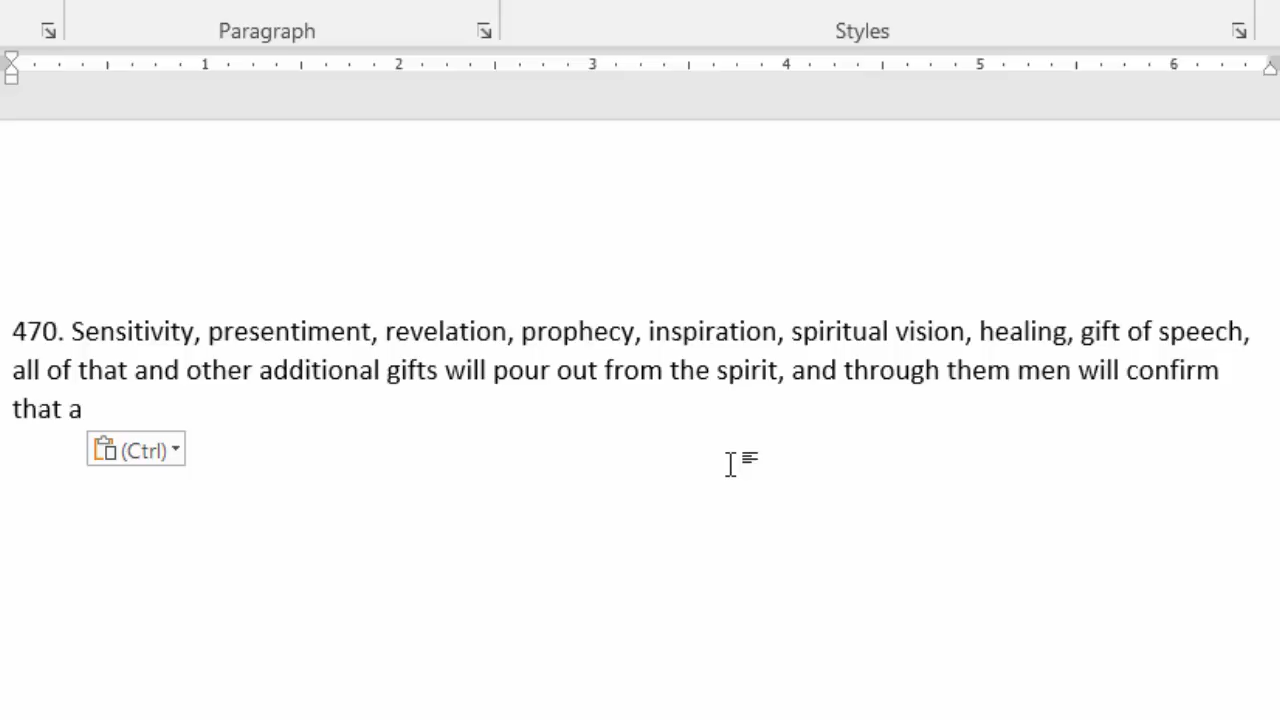 Paragraph Styles
1 2 3 4 5 6
470. Sensitivity, presentiment, revelation, prophecy, inspiration, spiritual vision, healing, gift of speech,
all of that and other additional gifts will pour out from the spirit, and through them men will confirm
that a
(Ctrl)